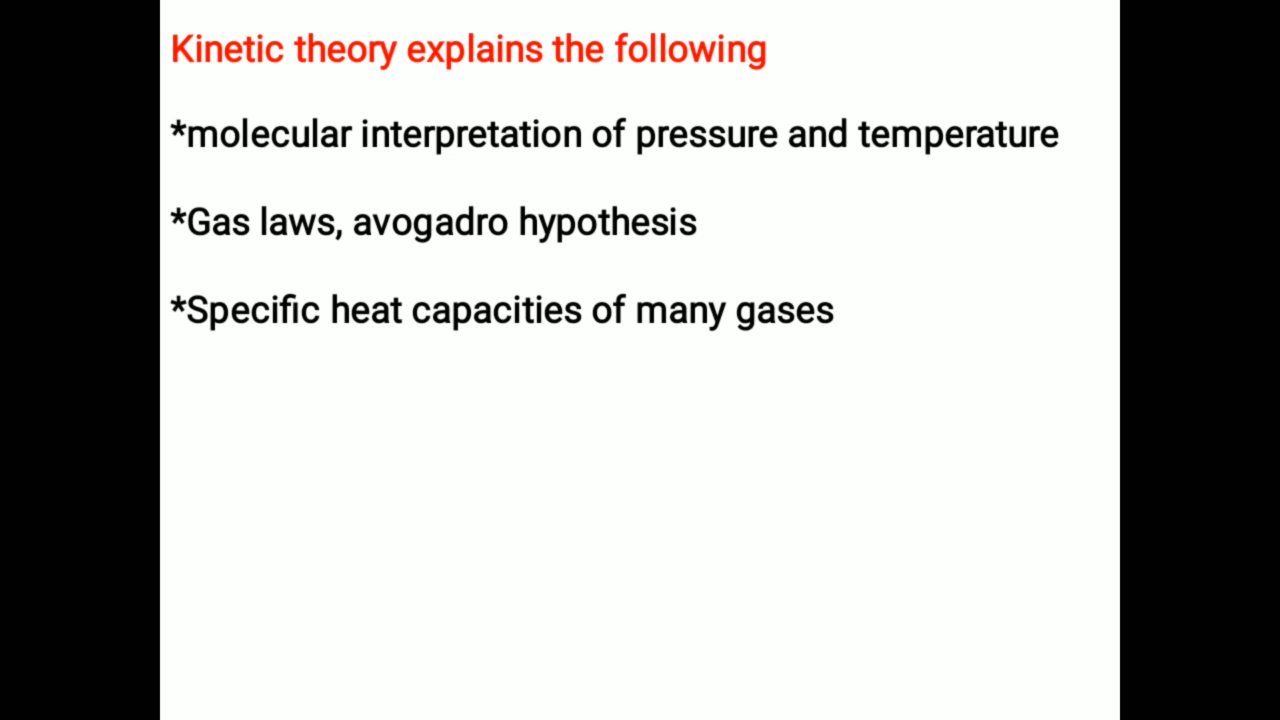 Kinetic theory explains the following
*molecular interpretation of pressure and temperature
*Gas laws, avogadro hypothesis
*Specific heat capacities of many gases